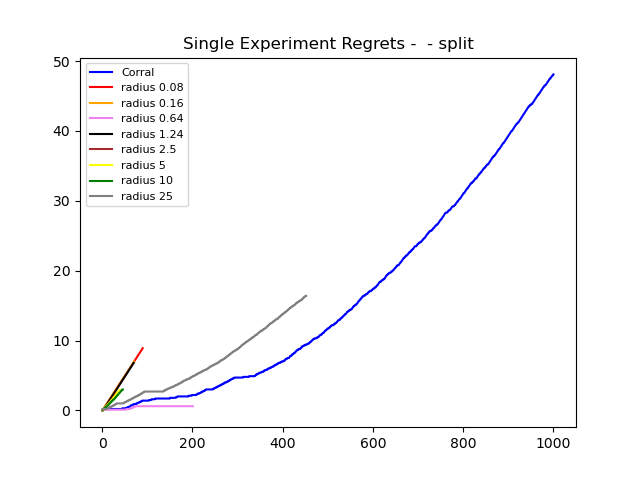 Single Experiment Regrets -  - split
50
40
30
20
10
0
Corral
radius 0.08
radius 0.16
radius 0.64
radius 1.24
radius 2.5
radius 5
radius 10
radius 25
0 200 400 600 800 1000